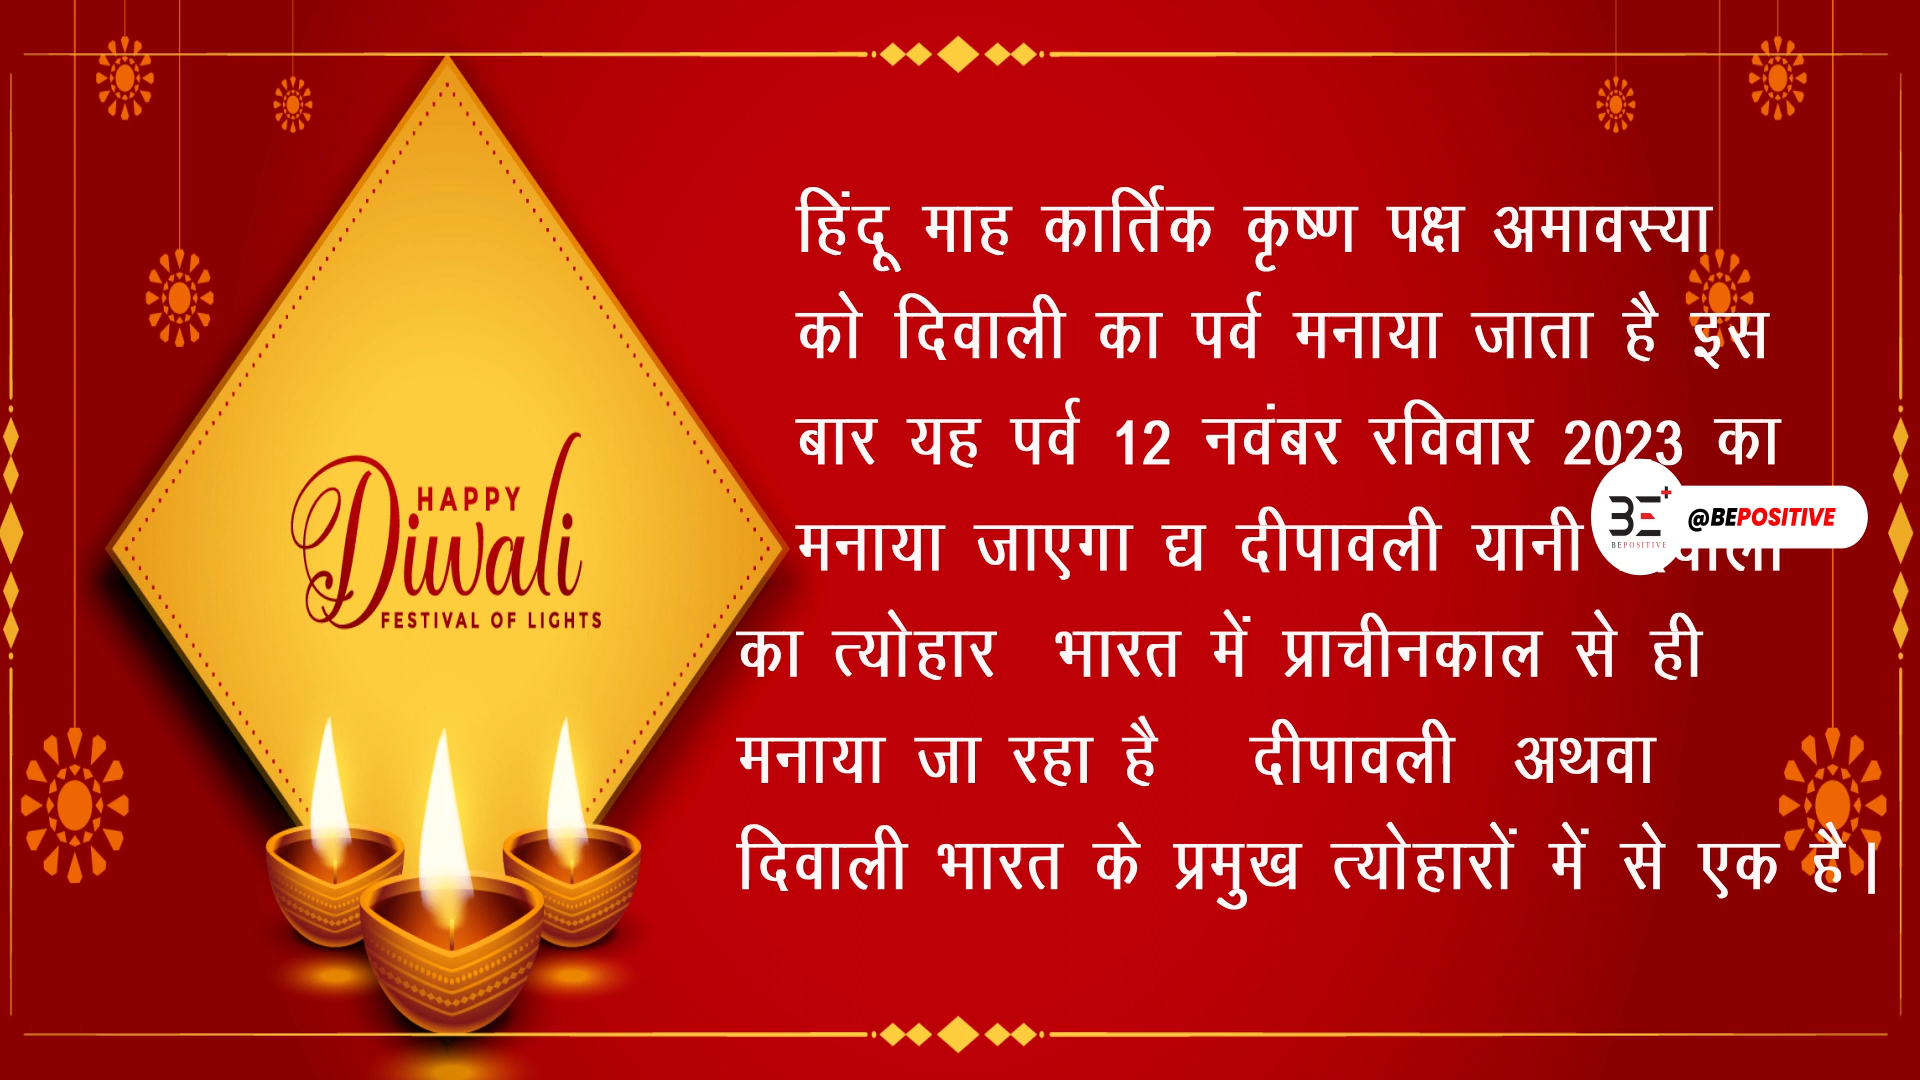 HAPPY
Diwali
FESTIVAL OF LIGHTS
हिंदू माह कार्तिक कृष्ण पक्ष अमावस्या
को दिवाली का पर्व मनाया जाता है इस
बार यह पर्व 12 नवंबर रविवार 2023 का
मनाया जाएगा द्य दीपावली यानी
का त्योहार भारत में प्राचीनकाल से ही
मनाया जा रहा है दीपावली अथवा
दिवाली भारत के प्रमुख त्योहारों में से एक है।
BE+
BEPOSITIVE
@BEPOSITIVE